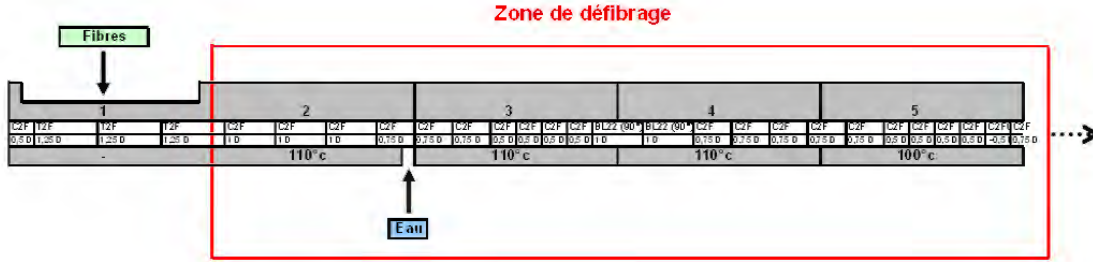 Zone de défibrage
Fibres
1 2 3 4 5
C2F T2F T2F T2F C2F C2F C2F C2F C2F C2F C2F C2F C2F C2F BL22 (90°) BL22 (90°) C2F C2F C2F C2F C2F C2F C2F C2F C2F C2F C2F
0,5 D 1,25 D 1,25 D 1,25 D 1 D 1 D 1 D 0,75 D 0,75 D 0,75 D 0,5 D 0,5 D 0,5 D 0,5 D 1 D 1 D 0,75 D 0,75 D 0,75 D 0,75 D 0,75 D 0,5 D 0,5 D 0,5 D 0,5 D -0,5 D 0,75 D
- 110°c 110°c 110°c 100°c
Eau